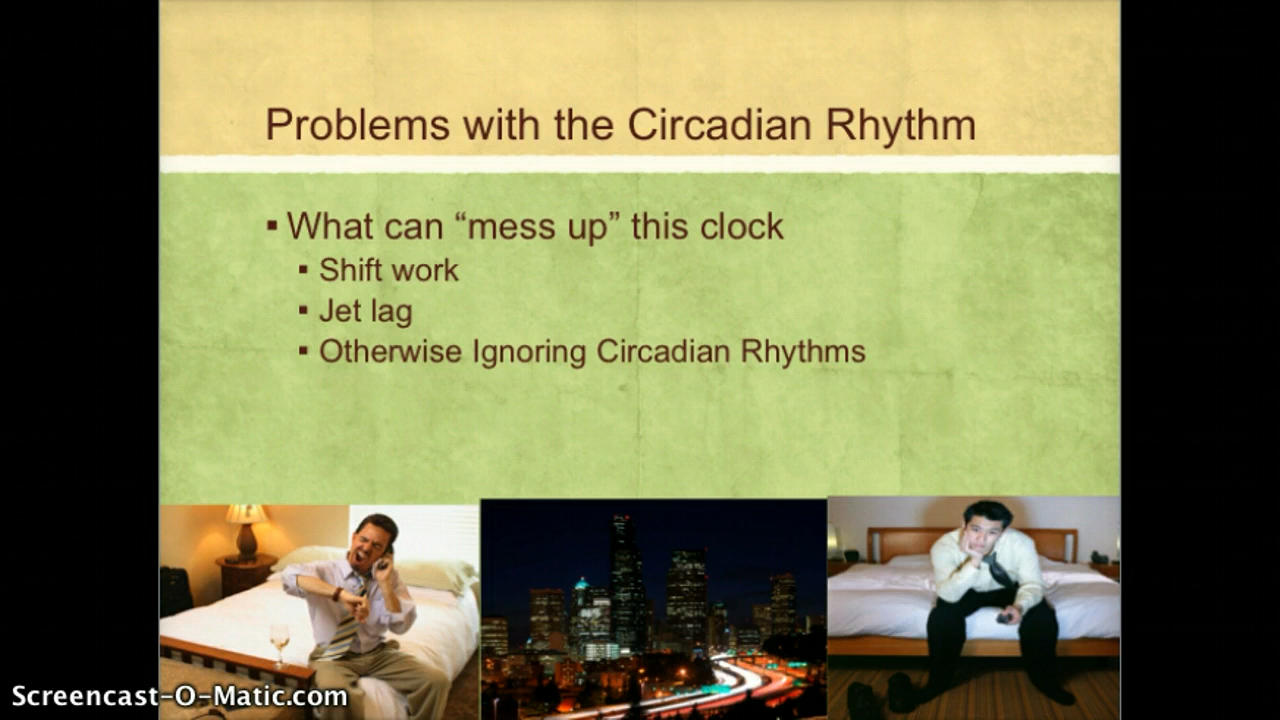 Problems with the Circadian Rhythm
▪ What can “mess up” this clock
▪ Shift work
▪ Jet lag
▪ Otherwise Ignoring Circadian Rhythms
Screencast-O-Matic.com